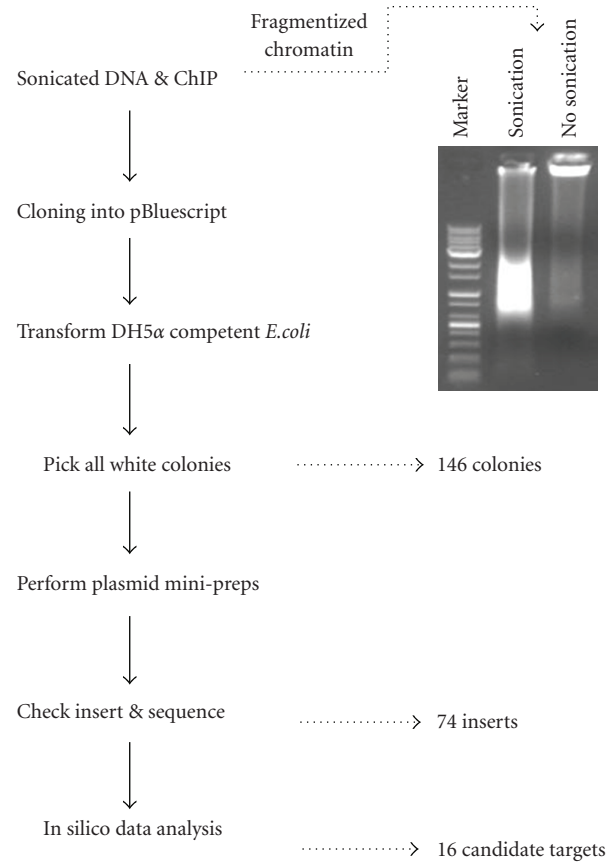 Fragmentized
chromatin
Sonicated DNA & ChIP
Marker
Sonication
No sonication
Cloning into pBluescript
Transform DH5α competent E.coli
Pick all white colonies
146 colonies
Perform plasmid mini-preps
Check insert & sequence
74 inserts
In silico data analysis
16 candidate targets